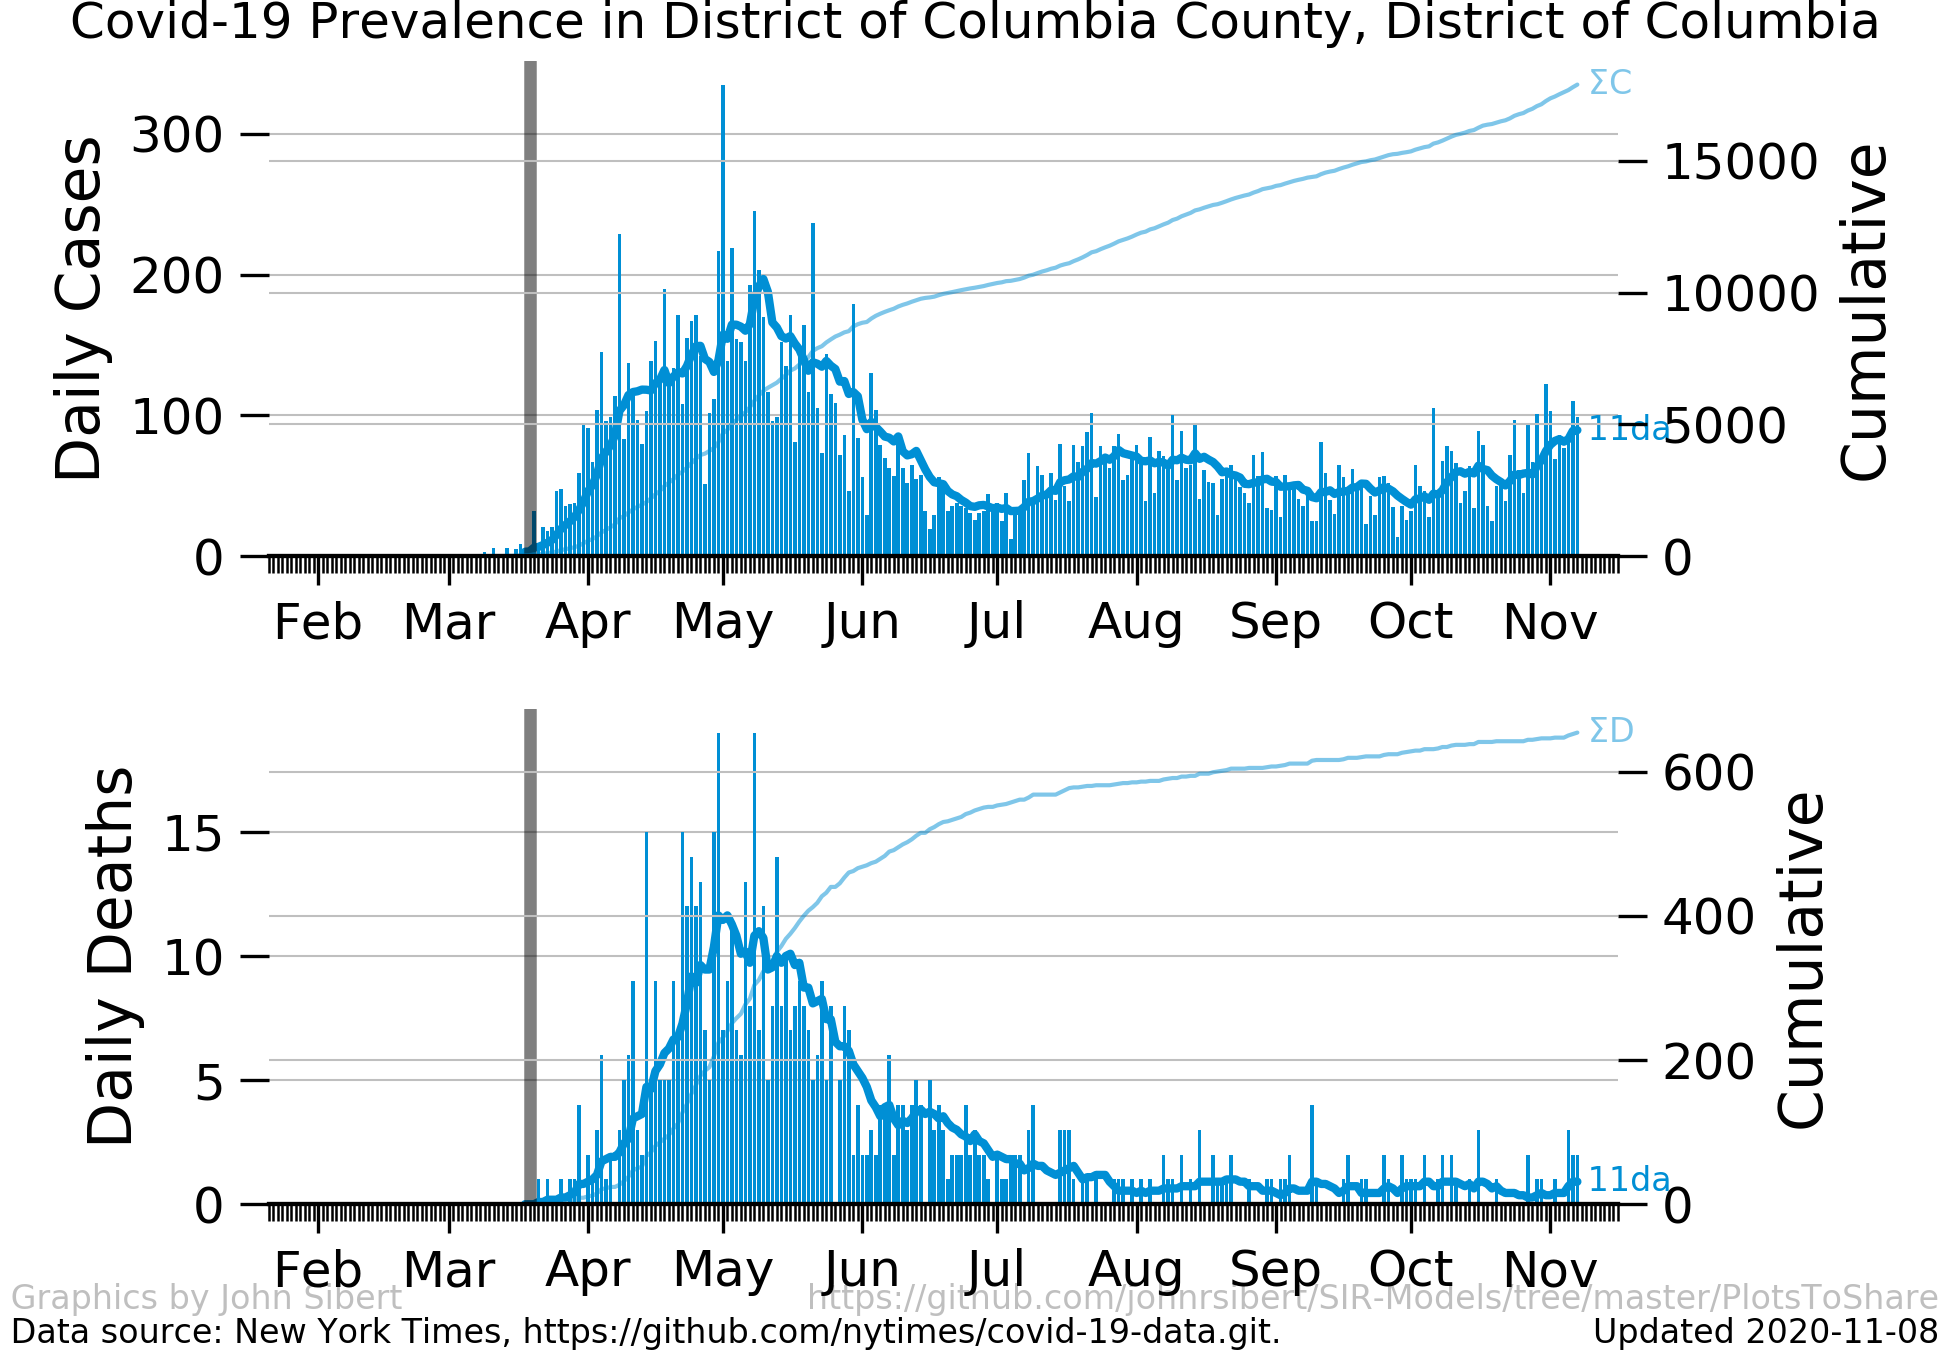 Covid-19 Prevalence in District of Columbia County, District of Columbia
Daily Cases
300
200
100
0
ΣC
11da
15000
10000
5000
0
Cumulative
Feb Mar Apr May Jun Jul Aug Sep Oct Nov
Daily Deaths
15
10
5
0
ΣD
11da
600
400
200
0
Cumulative
Feb Mar Apr May Jun Jul Aug Sep Oct Nov
Graphics by John Sibert https://github.com/johnrsibert/SIR-Models/tree/master/PlotsToShare
Data source: New York Times, https://github.com/nytimes/covid-19-data.git. Updated 2020-11-08